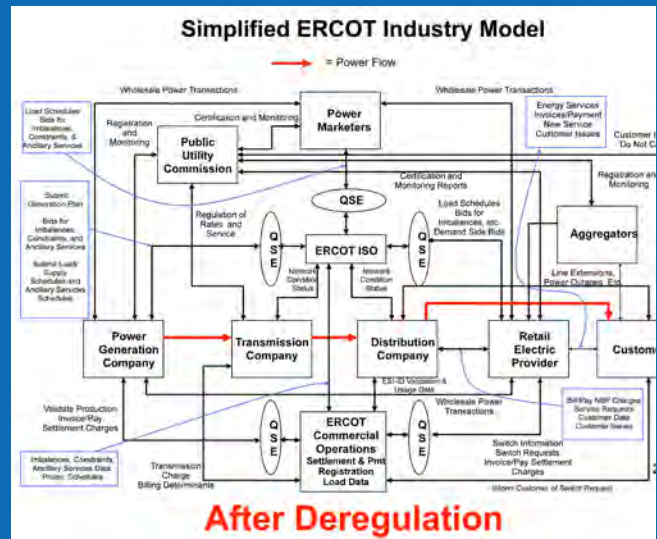 Simplified ERCOT Industry Model
= Power Flow
Wholesale Power Transactions
Wholesale Power Transactions
Load Schedules
Bids for
Imbalances,
Constraints, &
Ancillary Services
Registration
and
Monitoring
Certification and Monitoring
Power
Marketers
Energy Services
Invoices/Payment
New Service
Customer Issues
Public
Utility
Commission
Customer
Do Not
Certification and
Monitoring Reports
Registration and
Monitoring
Submit
Generation Plan
Bids for
Imbalances,
Constraints, and
Ancillary Services
Submit Load/
Supply
Schedules and
Ancillary Services
Schedules
Regulation of
Rates and
Service
QSE
Load Schedules
Bids for
Imbalances, etc.
Demand Side Bids
Q
S
E
ERCOT ISO
Q
S
E
Aggregators
Network
Condition
Status
Network
Condition
Status
Line Extensions,
Power Outages, Etc.
Power
Generation
Company
Transmission
Company
Distribution
Company
Retail
Electric
Provider
Custome
ESI-ID Validation &
Usage Data
Validate Production
Invoice/Pay
Settlement Charges
Wholesale Power
Transactions
Bill/Pay NBP Charges
Service Requests
Customer Data
Customer Issues
Q
S
E
ERCOT
Commercial
Operations
Settlement & Pmt
Registration
Load Data
Q
S
E
Imbalances, Constraints,
Ancillary Services Data
Prices, Schedules
Transmission
Charge
Billing Determinants
Switch Information
Switch Requests
Invoice/Pay Settlement
Charges
Inform Customer of Switch Request
After Deregulation